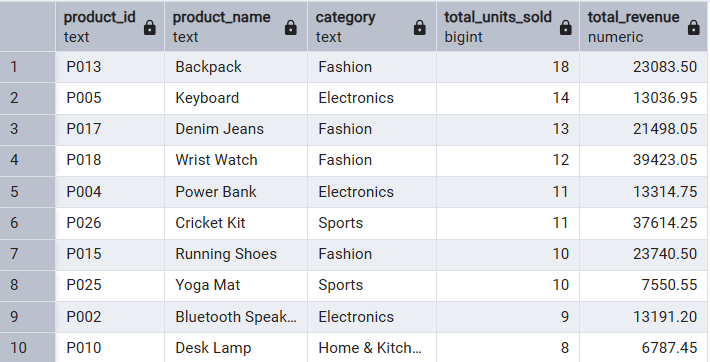 product_id product_name category total_units_sold total_revenue
text text text bigint numeric
1 P013 Backpack Fashion 18 23083.50
2 P005 Keyboard Electronics 14 13036.95
3 P017 Denim Jeans Fashion 13 21498.05
4 P018 Wrist Watch Fashion 12 39423.05
5 P004 Power Bank Electronics 11 13314.75
6 P026 Cricket Kit Sports 11 37614.25
7 P015 Running Shoes Fashion 10 23740.50
8 P025 Yoga Mat Sports 10 7550.55
9 P002 Bluetooth Speak... Electronics 9 13191.20
10 P010 Desk Lamp Home & Kitch... 8 6787.45